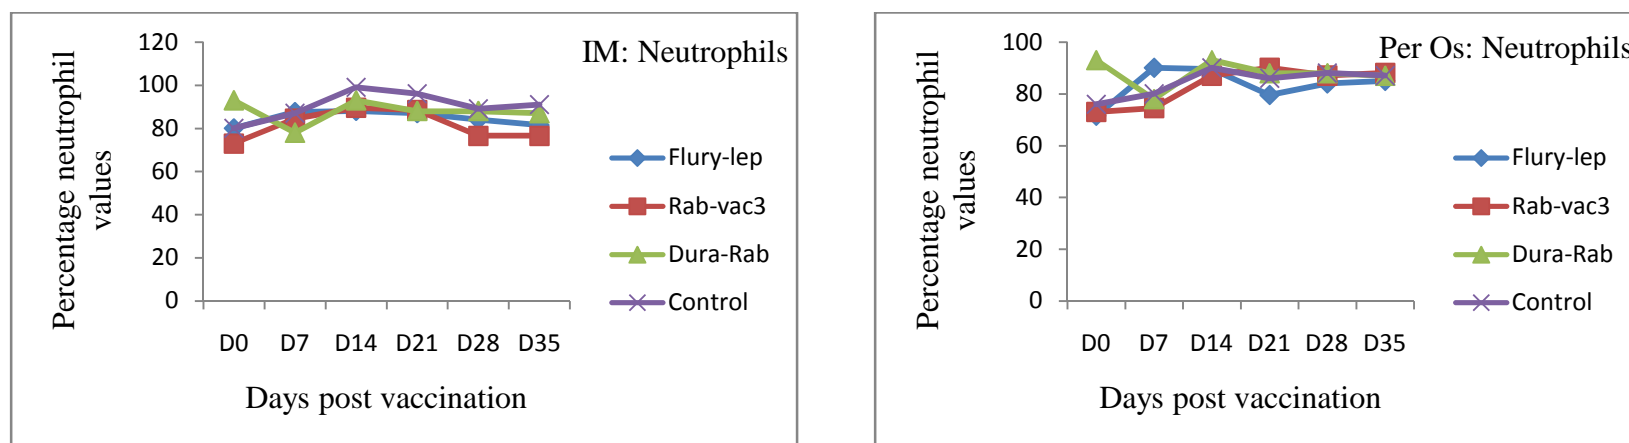 IM: Neutrophils
Percentage neutrophil
values
120
100
80
60
40
20
0
D0 D7 D14 D21 D28 D35
Days post vaccination
Flury-lep
Rab-vac3
Dura-Rab
Control
Per Os: Neutrophils
Percentage neutrophil
values
100
80
60
40
20
0
D0 D7 D14 D21 D28 D35
Days post vaccination
Flury-lep
Rab-vac3
Dura-Rab
Control